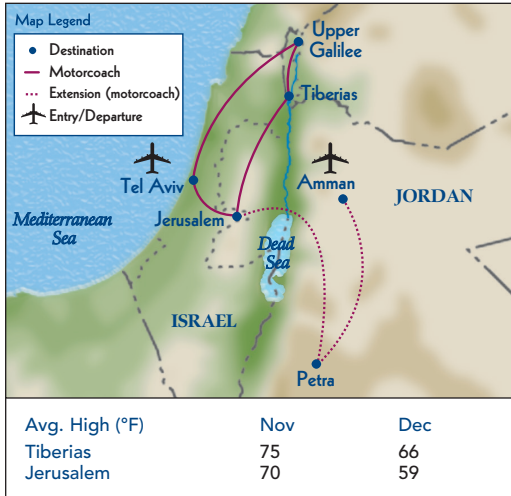 Map Legend
Destination
Motorcoach
Extension (motorcoach)
Entry/Departure
Upper
Galilee
Tiberias
Tel Aviv
Amman
JORDAN
Mediterranean
Sea
Jerusalem
Dead
Sea
ISRAEL
Petra
Avg. High (°F) Nov Dec
Tiberias 75 66
Jerusalem 70 59